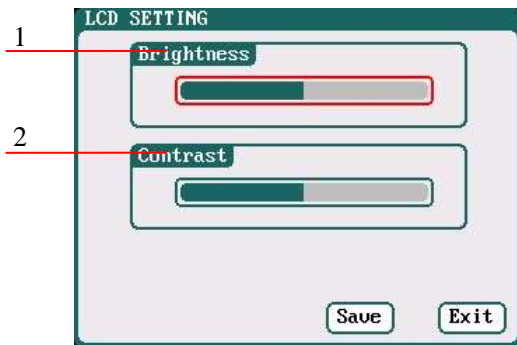 LCD SETTING
1
Brightness
2
Contrast
Save Exit